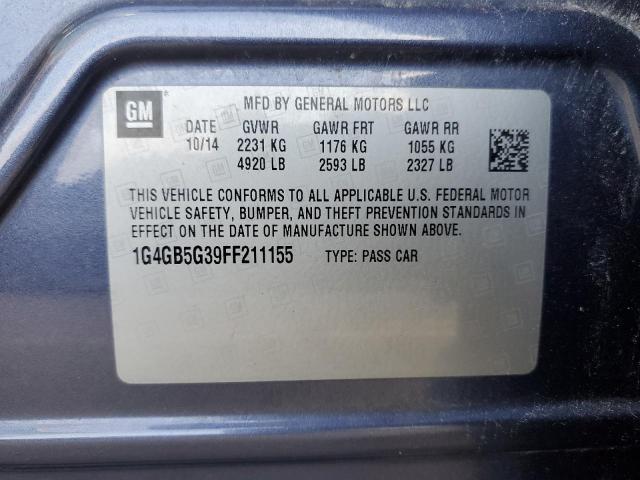 GM
MFD BY GENERAL MOTORS LLC
DATE GVWR GAWR FRT GAWR RR
10/14 2231 KG 1176 KG 1055 KG
4920 LB 2593 LB 2327 LB
THIS VEHICLE CONFORMS TO ALL APPLICABLE U.S. FEDERAL MOTOR
VEHICLE SAFETY, BUMPER, AND THEFT PREVENTION STANDARDS IN
EFFECT ON THE DATE OF MANUFACTURE SHOWN ABOVE.
1G4GB5G39FF211155 TYPE: PASS CAR